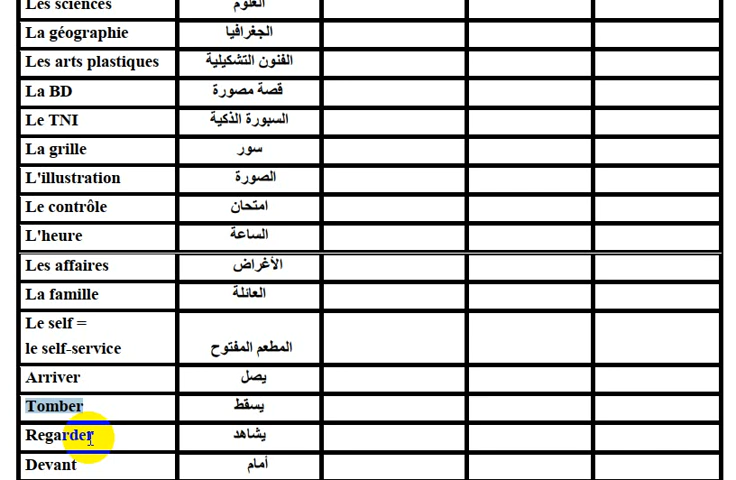 Les sciences العلوم
La géographie الجغرافيا
Les arts plastiques الفنون التشكيلية
La BD قصة مصورة
Le TNI السبورة الذكية
La grille سور
L'illustration الصورة
Le contrôle امتحان
L'heure الساعة
Les affaires الأغراض
La famille العائلة
Le self =
le self-service المطعم المفتوح
Arriver يصل
Tomber يسقط
Regarder يشاهد
Devant أمام